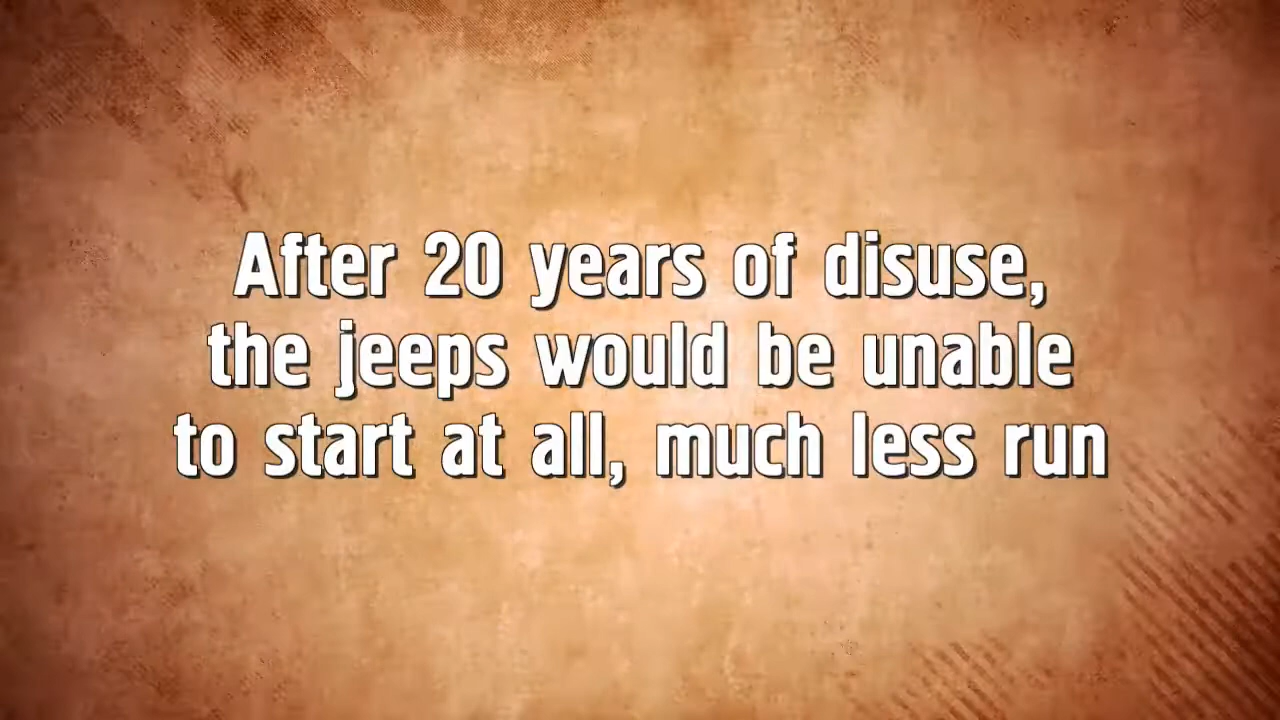 After 20 years of disuse,
the jeeps would be unable
to start at all, much less run